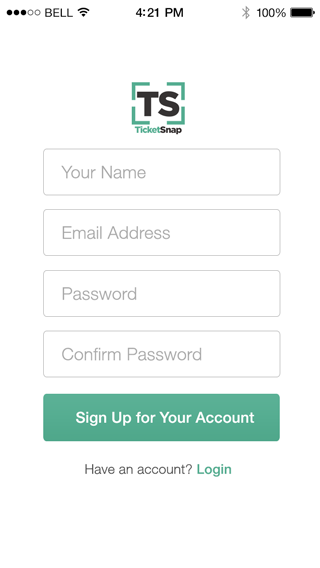 BELL 4:21 PM 100%
TS
TicketSnap
Your Name
Email Address
Password
Confirm Password
Sign Up for Your Account
Have an account? Login